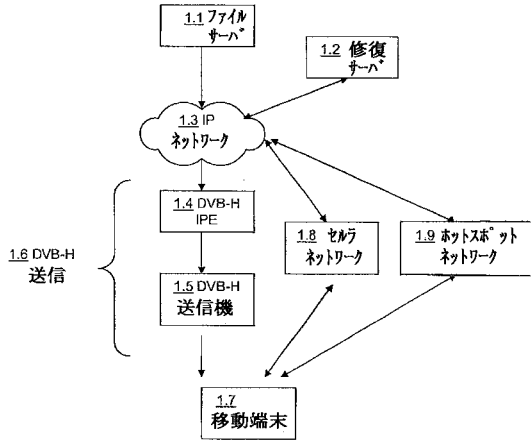 1.1 ファイル
サーバ
1.2 修復
サーバ
1.3 IP
ネットワーク
1.4 DVB-H
IPE
1.6 DVB-H
送信
1.5 DVB-H
送信機
1.8 セルラ
ネットワーク
1.9 ホットスポット
ネットワーク
1.7
移動端末